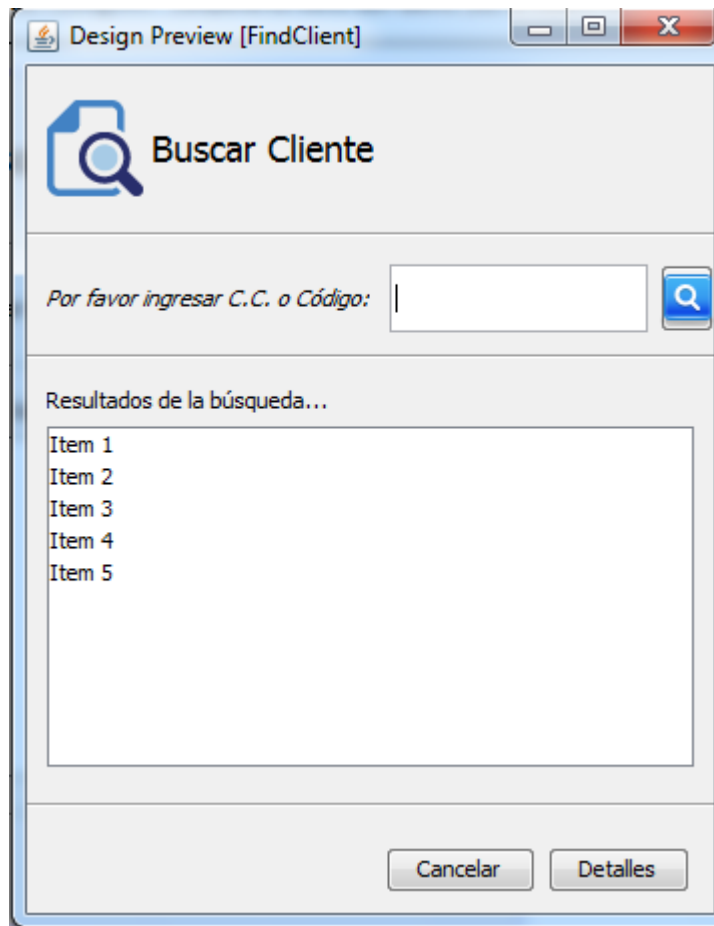 Design Preview [FindClient]
Buscar Cliente
Por favor ingresar C.C. o Código:
Resultados de la búsqueda...
Item 1
Item 2
Item 3
Item 4
Item 5
Cancelar Detalles